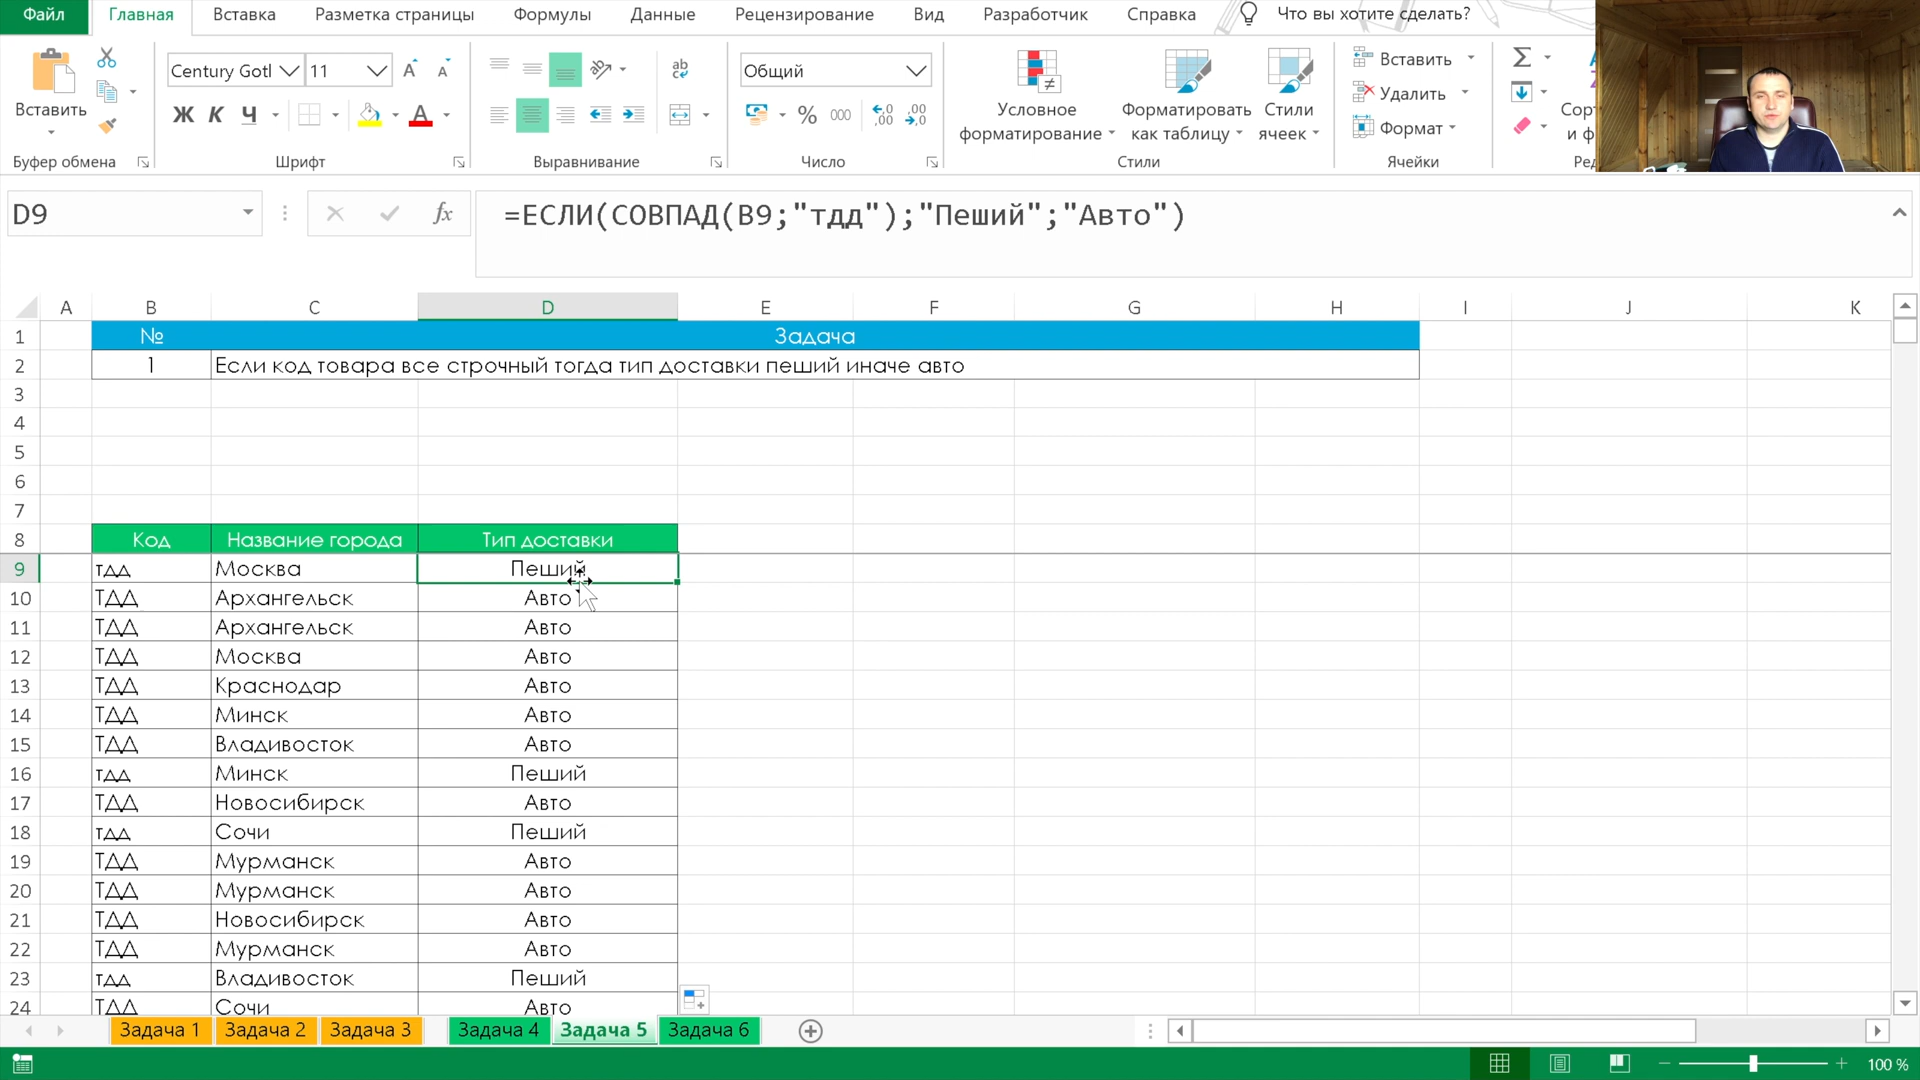 Файл Главная Вставка Разметка страницы Формулы Данные Рецензирование Вид Разработчик Справка Что вы хотите сделать?
Century Gotl 11 Общий
Вставить
Ж К Ч
Условное форматирование
Форматировать как таблицу
Стили ячеек
Вставить
Удалить
Формат
Сорт
и ф
Буфер обмена Шрифт Выравнивание Число Стили Ячейки Ред
D9 fx =ЕСЛИ(СОВПАД(B9;"тдд");"Пеший";"Авто")
A B C D E F G H I J K
1 № Задача
2 1 Если код товара все строчный тогда тип доставки пеший иначе авто
3
4
5
6
7
8 Код Название города Тип доставки
9 тдд Москва Пеший
10 ТДД Архангельск Авто
11 ТДД Архангельск Авто
12 ТДД Москва Авто
13 ТДД Краснодар Авто
14 ТДД Минск Авто
15 ТДД Владивосток Авто
16 тдд Минск Пеший
17 ТДД Новосибирск Авто
18 тдд Сочи Пеший
19 ТДД Мурманск Авто
20 ТДД Мурманск Авто
21 ТДД Новосибирск Авто
22 ТДД Мурманск Авто
23 тдд Владивосток Пеший
24 ТДД Сочи Авто
Задача 1 Задача 2 Задача 3 Задача 4 Задача 5 Задача 6
100 %